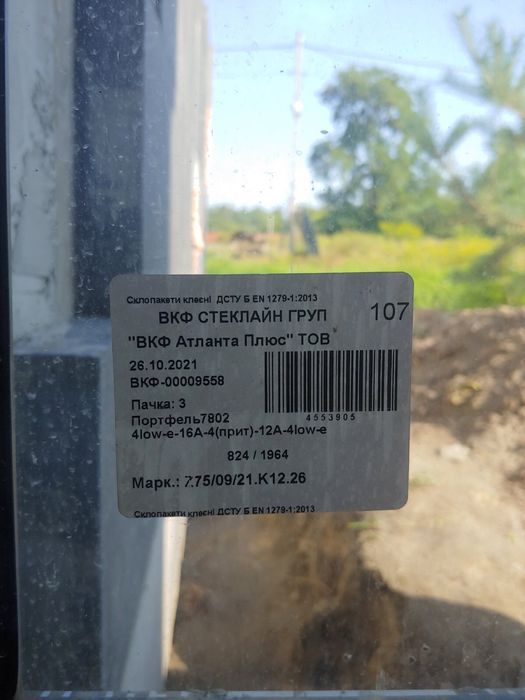 Склопакети клеєні ДСТУ Б EN 1279-1:2013
ВКФ СТЕКЛАЙН ГРУП 107
"ВКФ Атланта Плюс" ТОВ
26.10.2021
ВКФ-00009558
4553905
Пачка: 3
Портфель7802
4low-e-16A-4(прит)-12A-4low-e
824 / 1964
Марк.: 7.75/09/21.K12.26
Склопакети клеєні ДСТУ Б EN 1279-1:2013